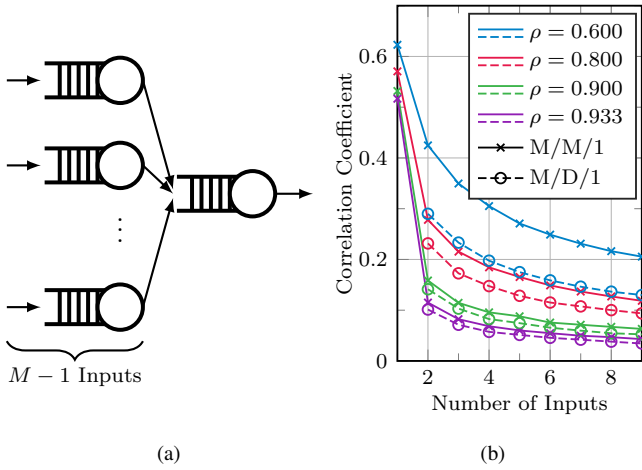 ⋮
M − 1 Inputs
(a)
Correlation Coefficient
0.6
0.4
0.2
0
2
4
6
8
Number of Inputs
ρ = 0.600
ρ = 0.800
ρ = 0.900
ρ = 0.933
M/M/1
M/D/1
(b)